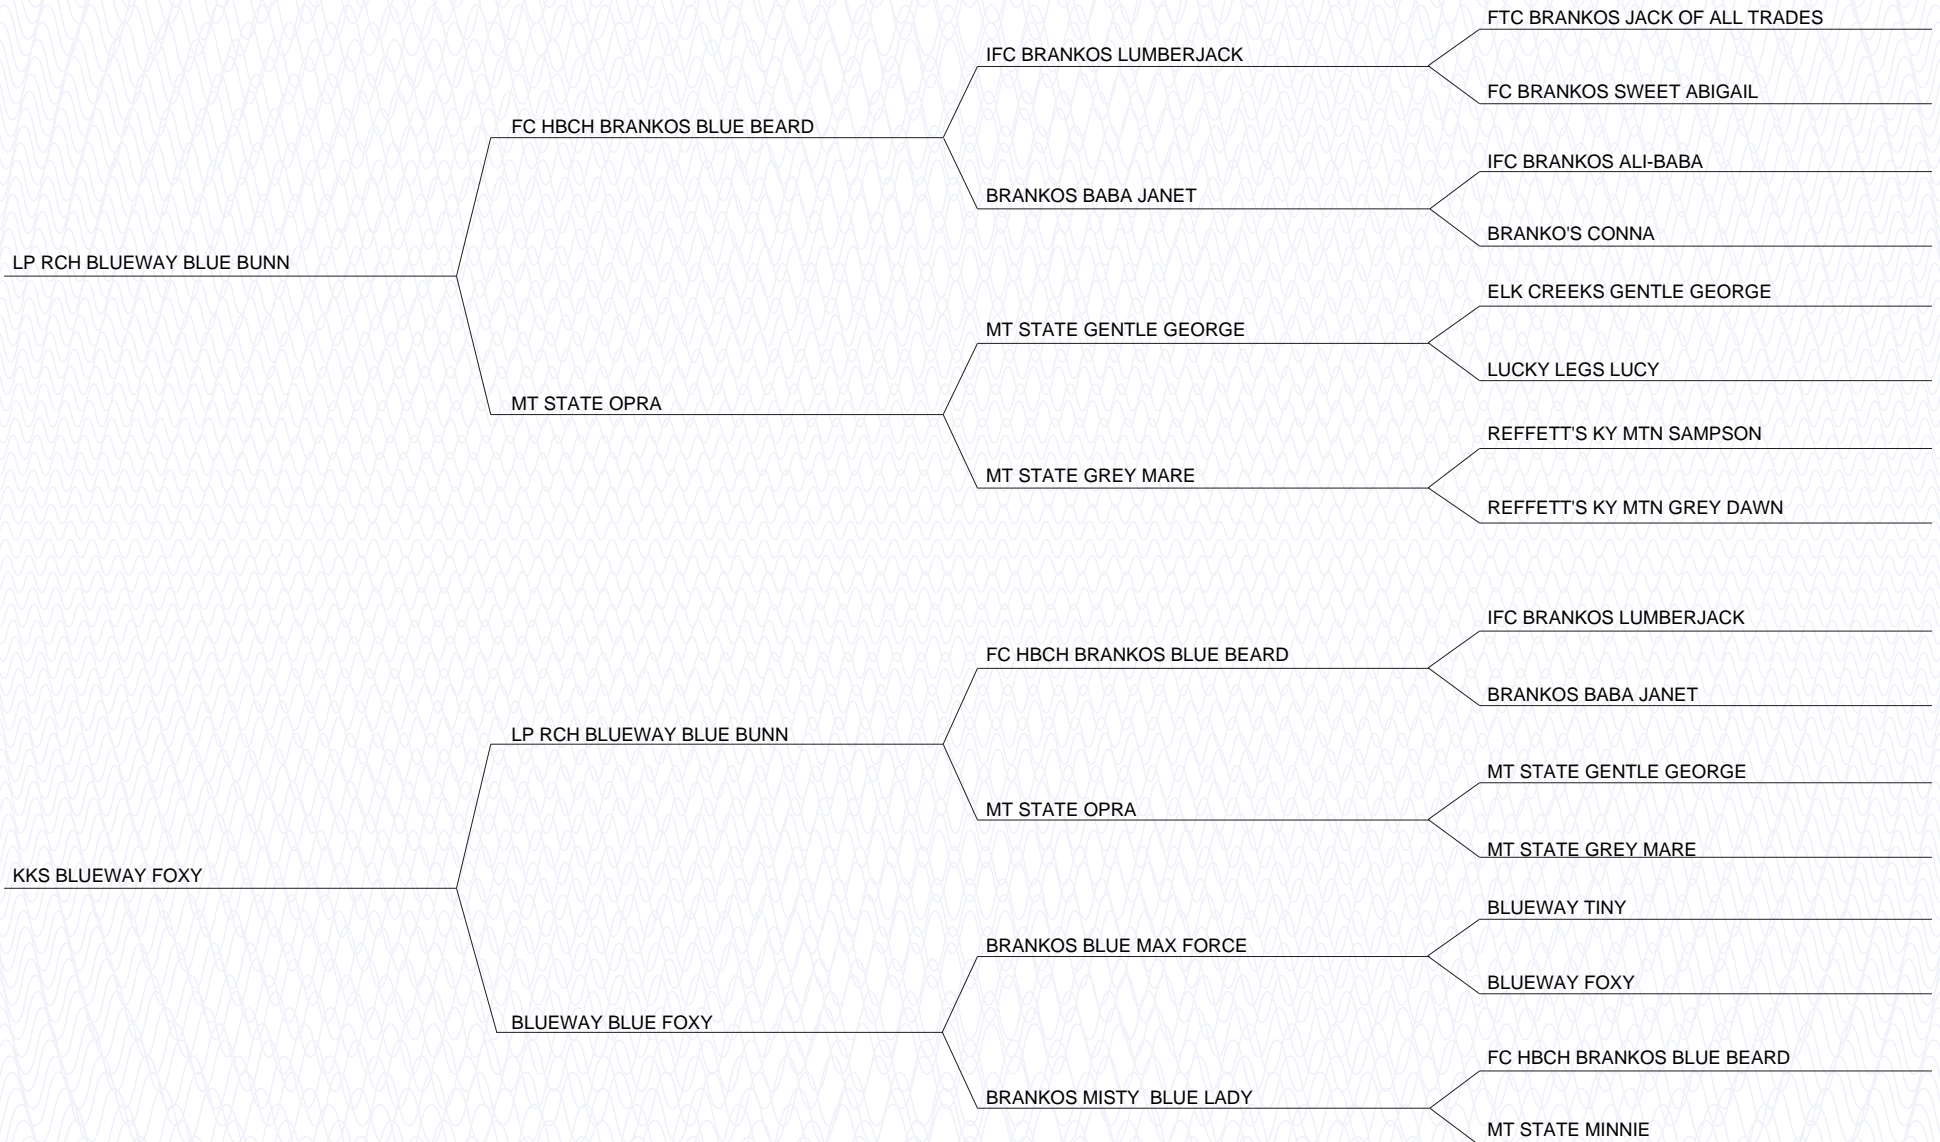 FTC BRANKOS JACK OF ALL TRADES
IFC BRANKOS LUMBERJACK
FC BRANKOS SWEET ABIGAIL
FC HBCH BRANKOS BLUE BEARD
IFC BRANKOS ALI-BABA
BRANKOS BABA JANET
BRANKO'S CONNA
LP RCH BLUEWAY BLUE BUNN
ELK CREEKS GENTLE GEORGE
MT STATE GENTLE GEORGE
LUCKY LEGS LUCY
MT STATE OPRA
REFFETT'S KY MTN SAMPSON
MT STATE GREY MARE
REFFETT'S KY MTN GREY DAWN
IFC BRANKOS LUMBERJACK
FC HBCH BRANKOS BLUE BEARD
BRANKOS BABA JANET
LP RCH BLUEWAY BLUE BUNN
MT STATE GENTLE GEORGE
MT STATE OPRA
MT STATE GREY MARE
KKS BLUEWAY FOXY
BLUEWAY TINY
BRANKOS BLUE MAX FORCE
BLUEWAY FOXY
BLUEWAY BLUE FOXY
FC HBCH BRANKOS BLUE BEARD
BRANKOS MISTY  BLUE LADY
MT STATE MINNIE